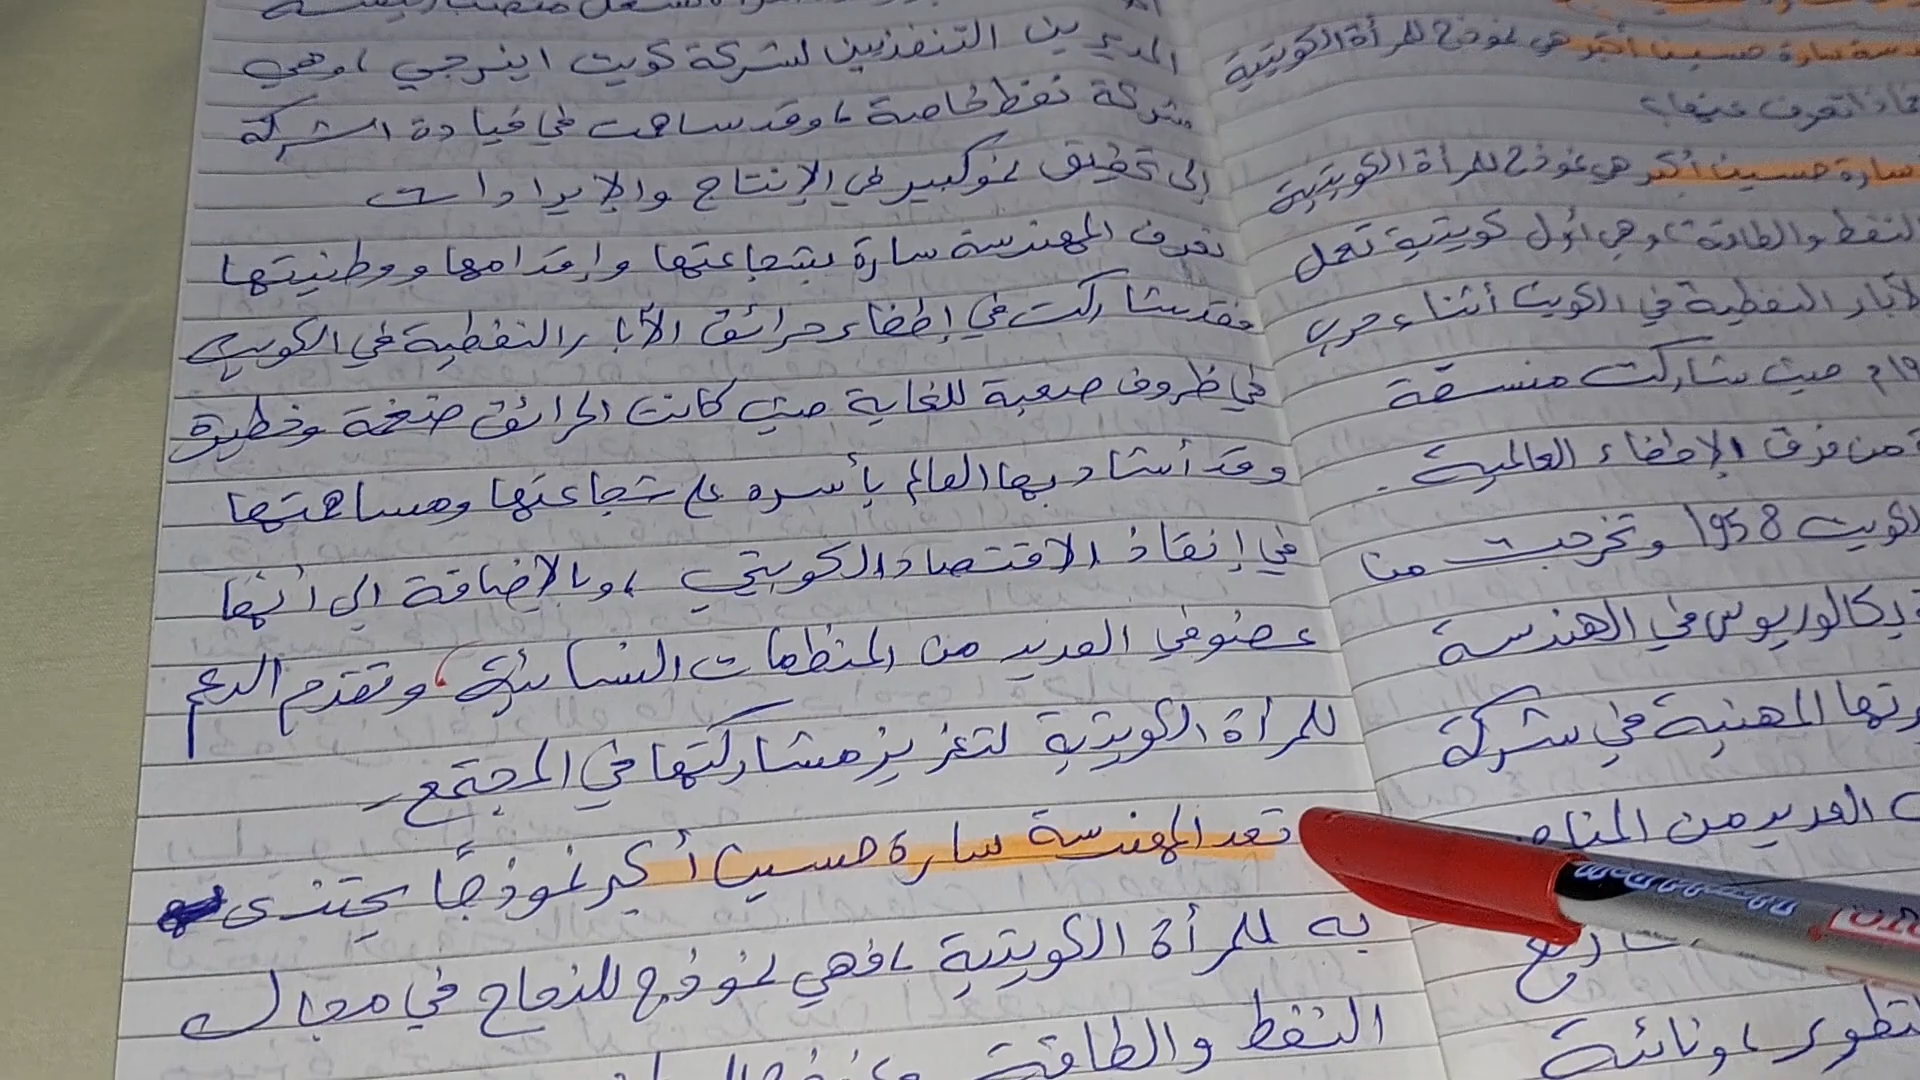 سارة حسين أكبر هي نموذج للمرأة الكويتية
سارة حسين أكبر هي نموذج للمرأة الكويتية
النفط والطاقة، وهي أول كويتية تعمل
الآبار النفطية في الكويت أثناء حرب
حيث شاركت منسقة
من فرق الإطفاء العالمية.
الكويت 1958 وتخرجت من
بكالوريوس في الهندسة
المهنية في شركة
العديد من
ونائبة
المديرين التنفذيين لشركة كويت اينرجي، وهي
شركة نفط خاصة، وقد ساهمت في قيادة الشركة
إلى تحقيق نمو كبير في الإنتاج والإيرادات
تعرف المهندسة سارة بشجاعتها وإقدامها ووطنيتها
فقد شاركت في إطفاء حرائق الآبار النفطية في الكويت
في ظروف صعبة للغاية حيث كانت الحرائق ضخمة وخطيرة
وقد أشاد بها العالم بأسره على شجاعتها ومساهمتها
في إنقاذ الاقتصاد الكويتي، وبالإضافة الى أنها
عضو في العديد من المنظمات النسائية، وتقدم الدعم
للمرأة الكويتية لتعزيز مشاركتها في المجتمع.
تعد المهندسة سارة حسين أكبر نموذجًا يحتذى
به للمرأة الكويتية، فهي نموذج للنجاح في مجال
النفط والطاقة